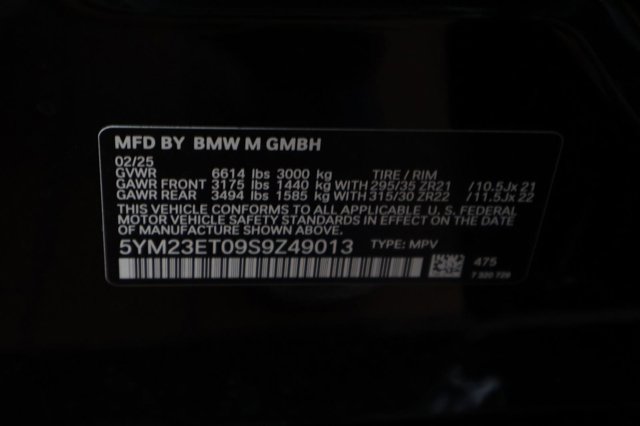 MFD BY BMW M GMBH
02/25
GVWR 6614 lbs 3000 kg TIRE / RIM
GAWR FRONT 3175 lbs 1440 kg WITH 295/35 ZR21 /10.5Jx 21
GAWR REAR 3494 lbs 1585 kg WITH 315/30 ZR22 /11.5Jx 22
THIS VEHICLE CONFORMS TO ALL APPLICABLE U. S. FEDERAL
MOTOR VEHICLE SAFETY STANDARDS IN EFFECT ON THE DATE OF
MANUFACTURE SHOWN ABOVE.
5YM23ET09S9Z49013 TYPE: MPV
475
7 920 729